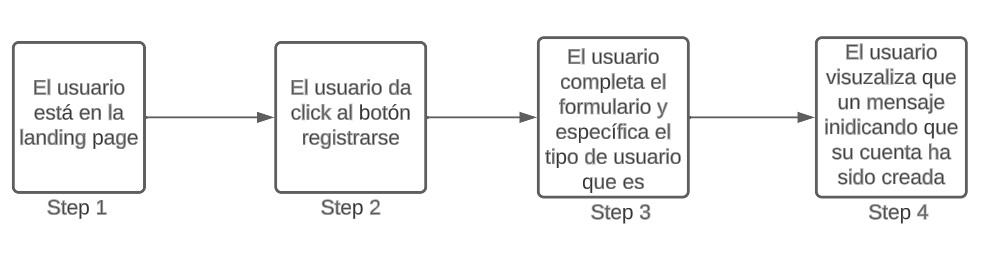 El usuario
está en la
landing page
Step 1
El usuario da
click al botón
registrarse
Step 2
El usuario
completa el
formulario y
específica el
tipo de usuario
que es
Step 3
El usuario
visuzaliza que
un mensaje
inidicando que
su cuenta ha
sido creada
Step 4